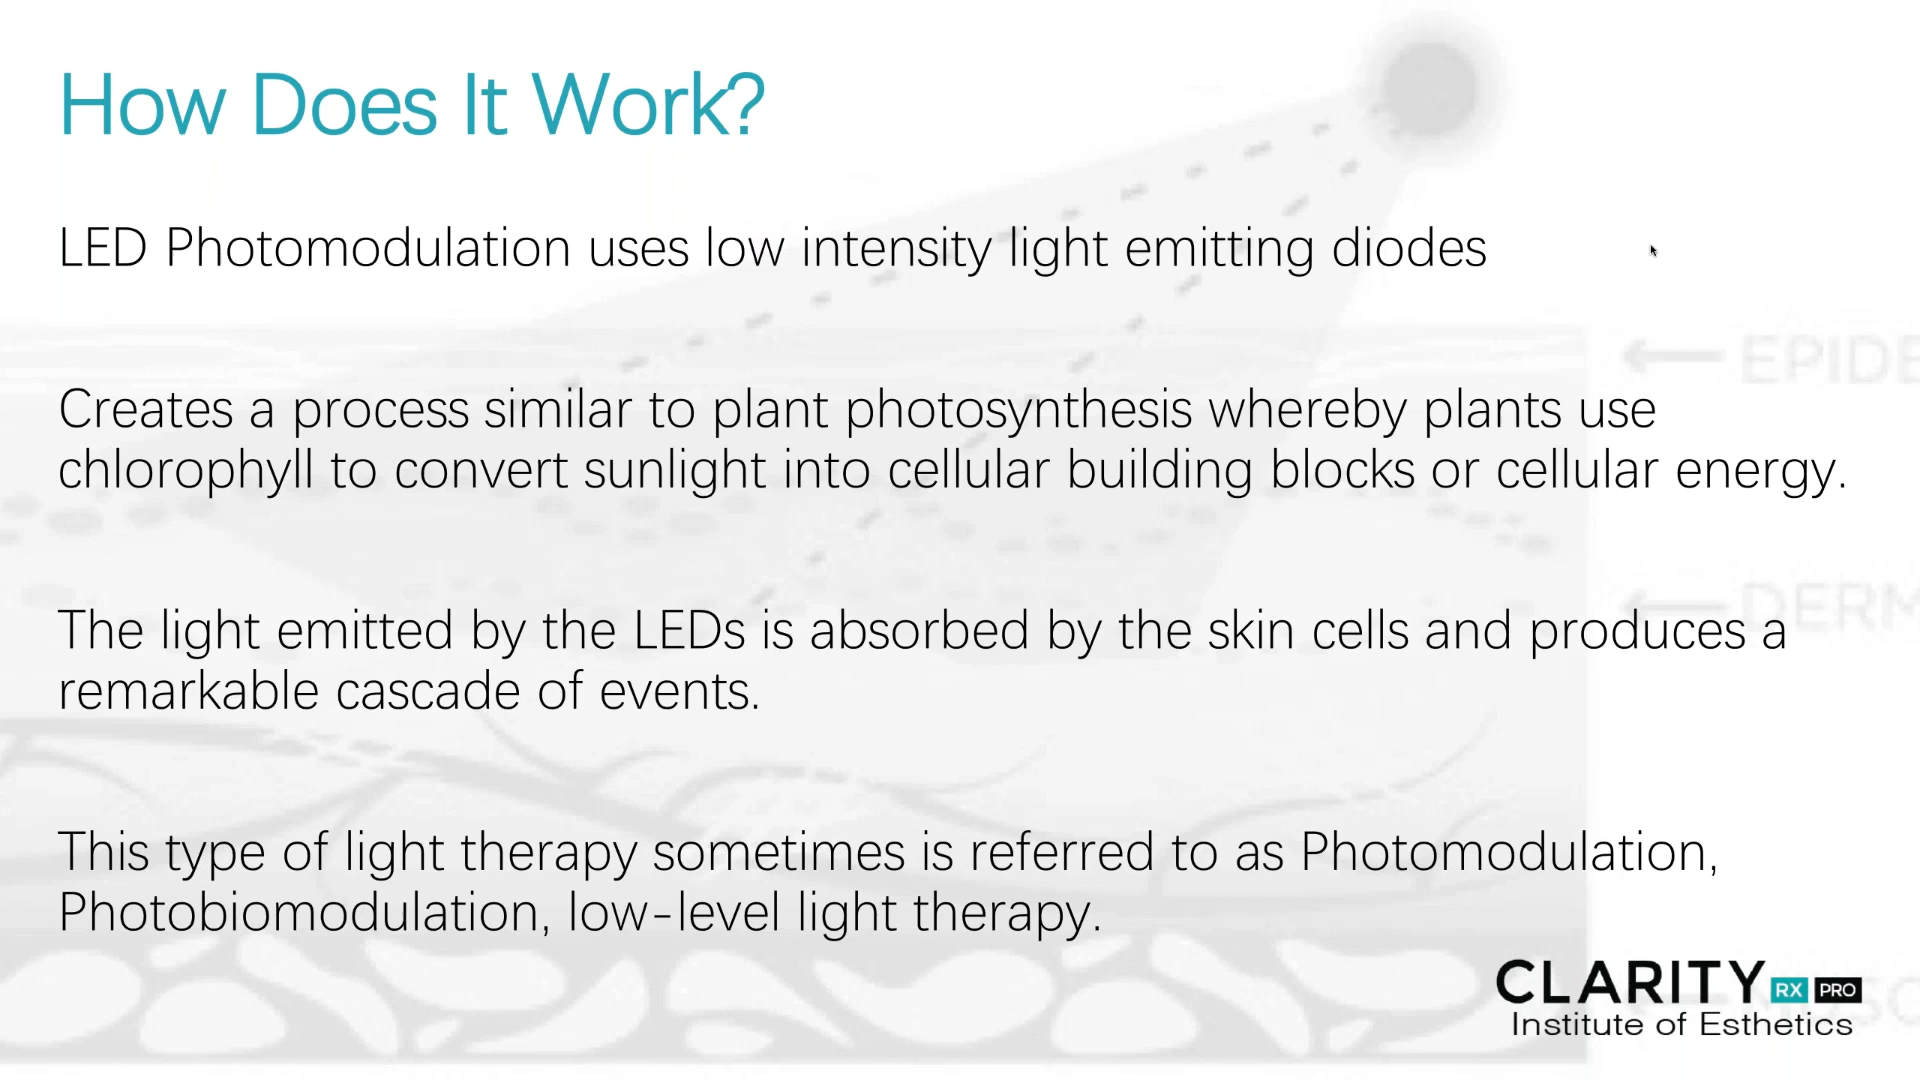 How Does It Work?
LED Photomodulation uses low intensity light emitting diodes
Creates a process similar to plant photosynthesis whereby plants use
chlorophyll to convert sunlight into cellular building blocks or cellular energy.
The light emitted by the LEDs is absorbed by the skin cells and produces a
remarkable cascade of events.
This type of light therapy sometimes is referred to as Photomodulation,
Photobiomodulation, low-level light therapy.
EPIDE
DERM
CLARITY RX PRO
Institute of Esthetics